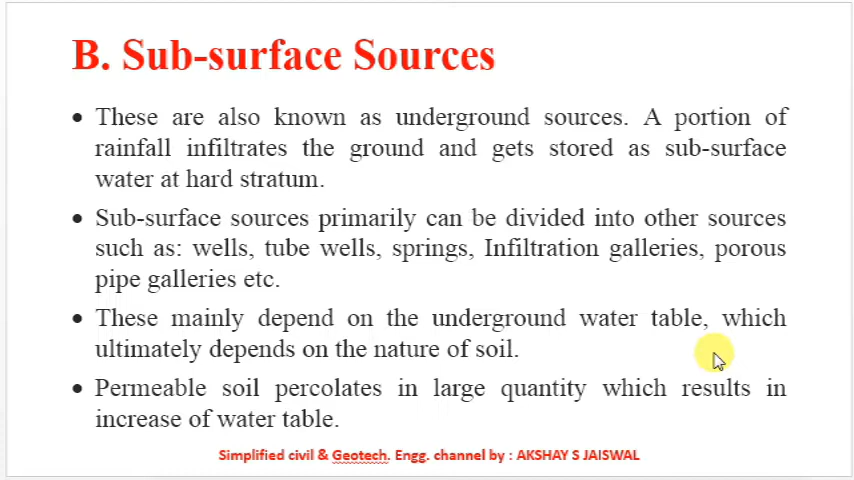 B. Sub-surface Sources
• These are also known as underground sources. A portion of
rainfall infiltrates the ground and gets stored as sub-surface
water at hard stratum.
• Sub-surface sources primarily can be divided into other sources
such as: wells, tube wells, springs, Infiltration galleries, porous
pipe galleries etc.
• These mainly depend on the underground water table, which
ultimately depends on the nature of soil.
• Permeable soil percolates in large quantity which results in
increase of water table.
Simplified civil & Geotech. Engg. channel by : AKSHAY S JAISWAL